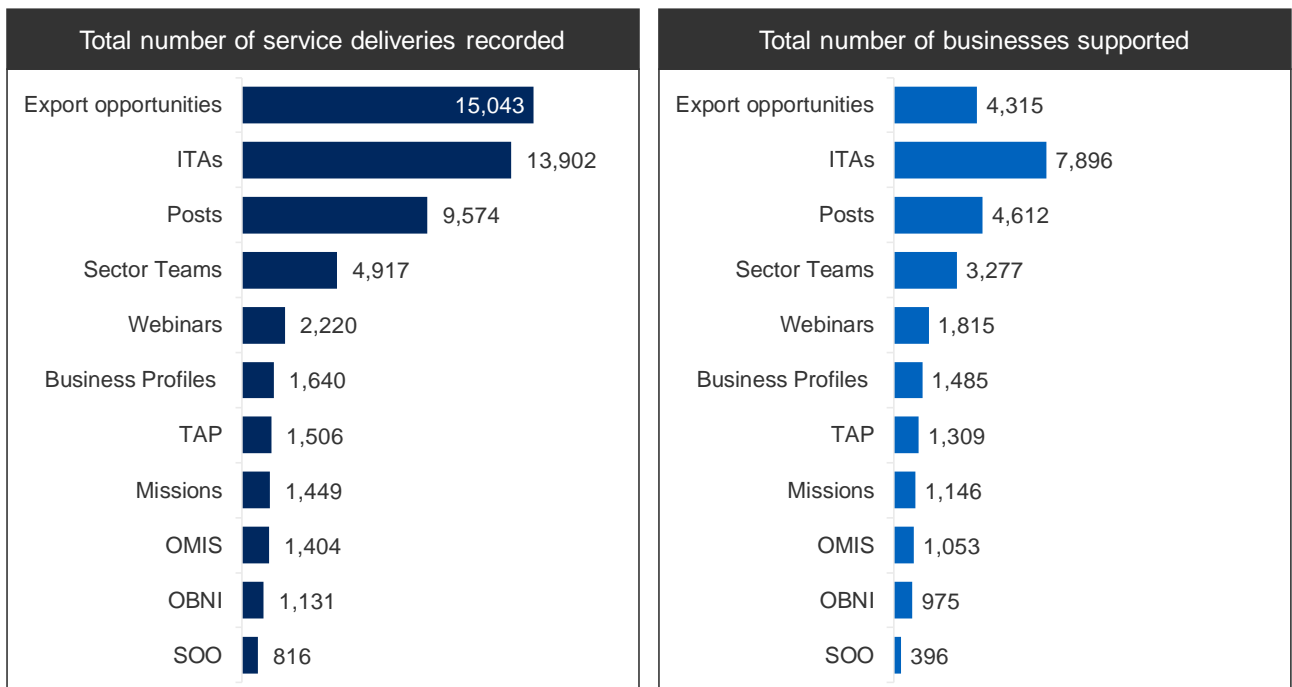 Total number of service deliveries recorded
Export opportunities 15,043
ITAs 13,902
Posts 9,574
Sector Teams 4,917
Webinars 2,220
Business Profiles 1,640
TAP 1,506
Missions 1,449
OMIS 1,404
OBNI 1,131
SOO 816
Total number of businesses supported
Export opportunities 4,315
ITAs 7,896
Posts 4,612
Sector Teams 3,277
Webinars 1,815
Business Profiles 1,485
TAP 1,309
Missions 1,146
OMIS 1,053
OBNI 975
SOO 396